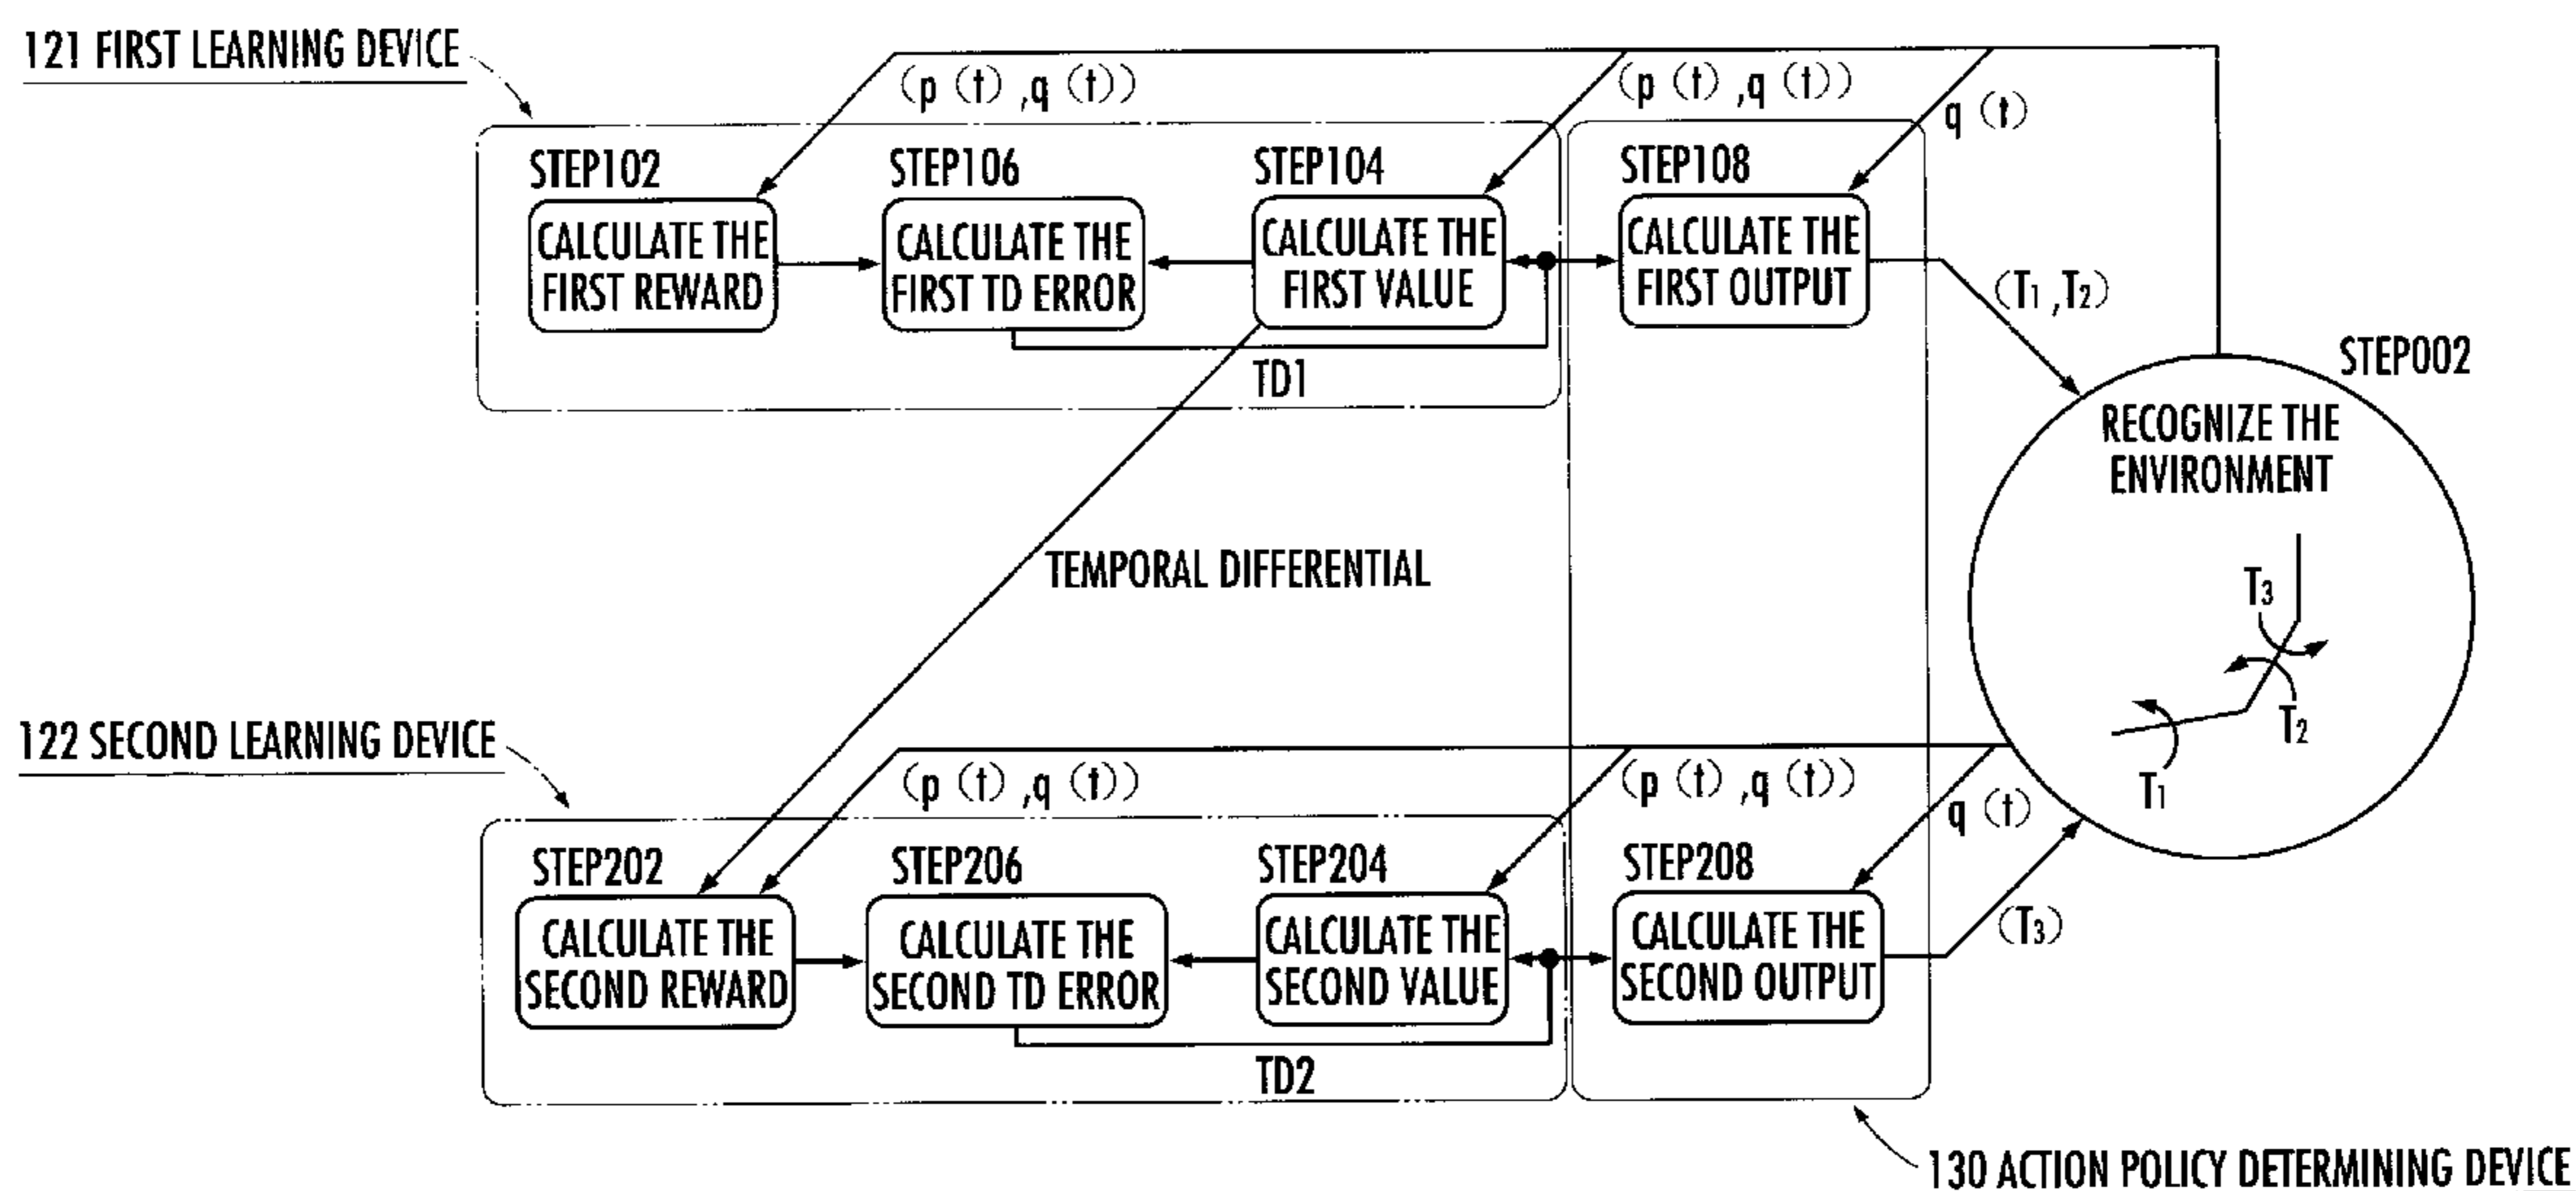 121 FIRST LEARNING DEVICE
(p (t) ,q (t))
(p (t) ,q (t))
q (t)
STEP102
STEP106
STEP104
STEP108
CALCULATE THE
FIRST REWARD
CALCULATE THE
FIRST TD ERROR
CALCULATE THE
FIRST VALUE
CALCULATE THE
FIRST OUTPUT
(T1 ,T2)
TD1
STEP002
RECOGNIZE THE
ENVIRONMENT
TEMPORAL DIFFERENTIAL
T3
T2
T1
122 SECOND LEARNING DEVICE
(p (t) ,q (t))
(p (t) ,q (t))
q (t)
STEP202
STEP206
STEP204
STEP208
CALCULATE THE
SECOND REWARD
CALCULATE THE
SECOND TD ERROR
CALCULATE THE
SECOND VALUE
CALCULATE THE
SECOND OUTPUT
(T3)
TD2
130 ACTION POLICY DETERMINING DEVICE